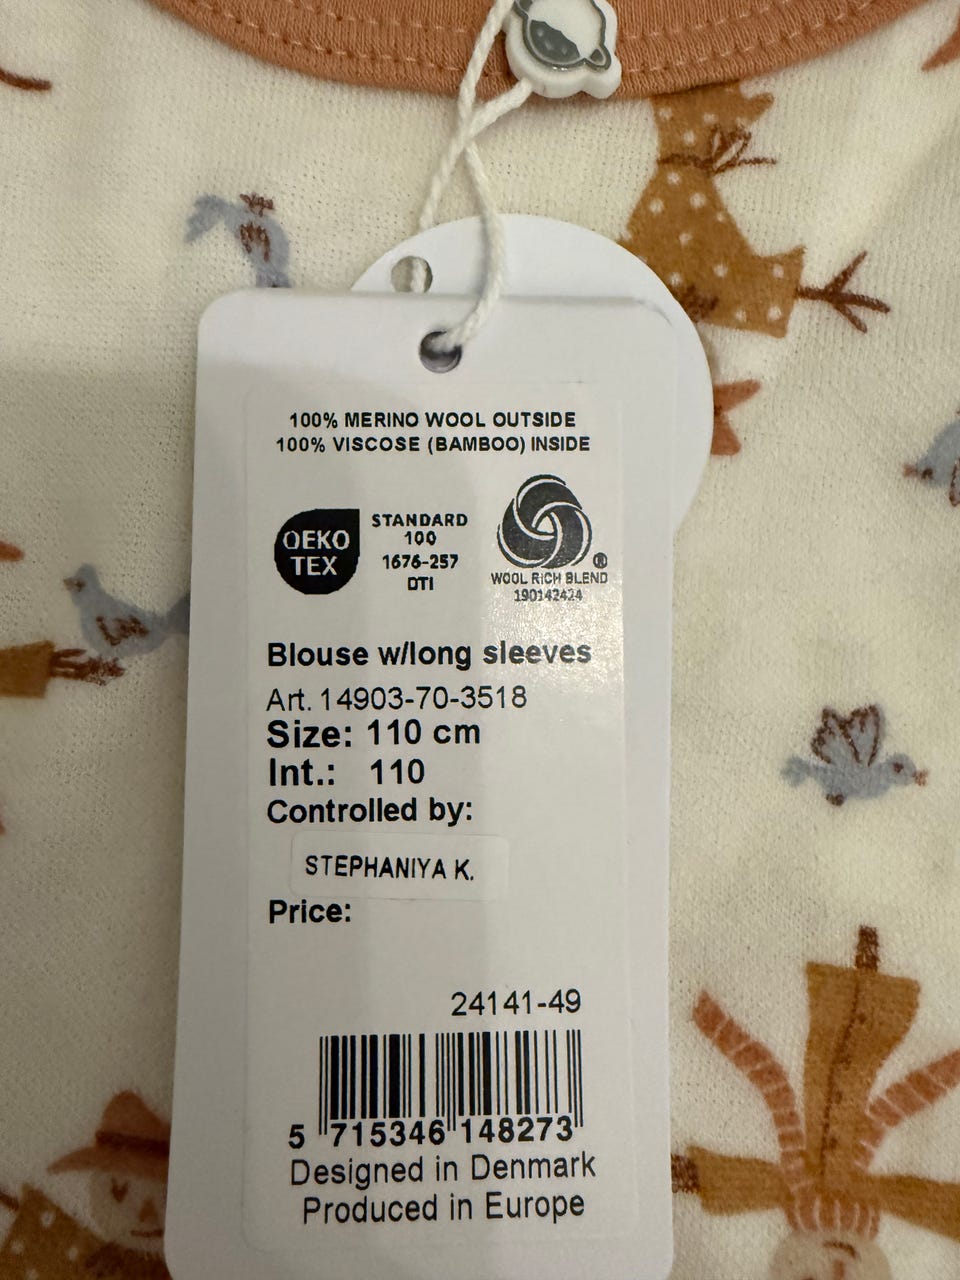 100% MERINO WOOL OUTSIDE
100% VISCOSE (BAMBOO) INSIDE
OEKO
TEX
STANDARD
100
1676-257
DTI
®
WOOL RICH BLEND
190142424
Blouse w/long sleeves
Art. 14903-70-3518
Size: 110 cm
Int.: 110
Controlled by:
STEPHANIYA K.
Price:
24141-49
5 715346 148273
Designed in Denmark
Produced in Europe